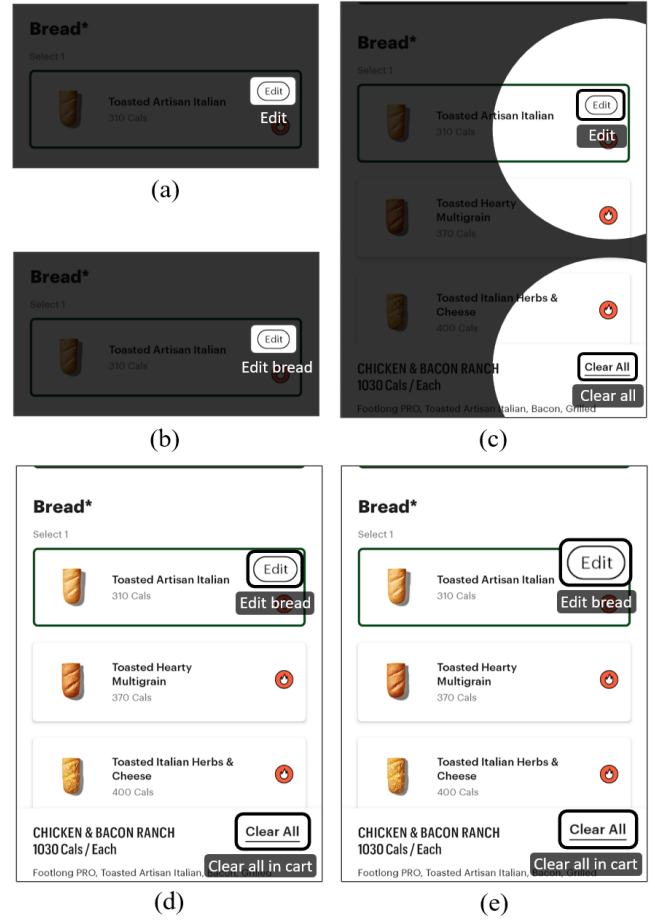 Bread*
Select 1
Toasted Artisan Italian
310 Cals
Edit
Edit
(a)
Bread*
Select 1
Toasted Artisan Italian
310 Cals
Edit
Edit bread
(b)
Bread*
Select 1
Toasted Artisan Italian
310 Cals
Edit
Edit
Toasted Hearty
Multigrain
370 Cals
Toasted Italian Herbs &
Cheese
400 Cals
CHICKEN & BACON RANCH
1030 Cals / Each
Clear All
Clear all
Footlong PRO, Toasted Artisan Italian, Bacon, Grilled
(c)
Bread*
Select 1
Toasted Artisan Italian
310 Cals
Edit
Edit bread
Toasted Hearty
Multigrain
370 Cals
Toasted Italian Herbs &
Cheese
400 Cals
CHICKEN & BACON RANCH
1030 Cals / Each
Clear All
Clear all in cart
Footlong PRO, Toasted Artisan Italian, Bacon, Grilled
(d)
Bread*
Select 1
Toasted Artisan Italian
310 Cals
Edit
Edit bread
Toasted Hearty
Multigrain
370 Cals
Toasted Italian Herbs &
Cheese
400 Cals
CHICKEN & BACON RANCH
1030 Cals / Each
Clear All
Clear all in cart
Footlong PRO, Toasted Artisan Italian, Bacon, Grilled
(e)